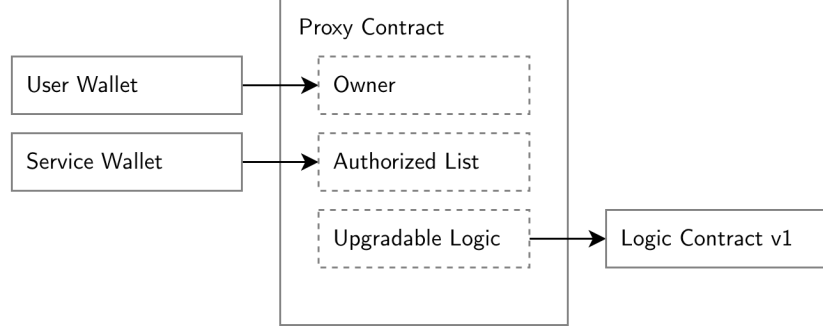 Proxy Contract
User Wallet
Owner
Service Wallet
Authorized List
Upgradable Logic
Logic Contract v1